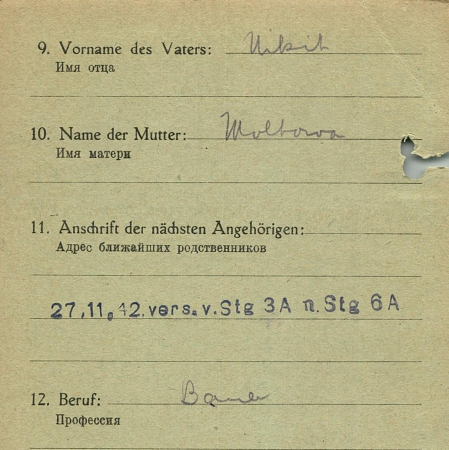 9. Vorname des Vaters: Nikit
Имя отца
10. Name der Mutter: Moltowa
Имя матери
11. Anschrift der nächsten Angehörigen:
Адрес ближайших родственников
27,11,42.vers.v.Stg 3A n.Stg 6A
12. Beruf: Bauer
Профессия